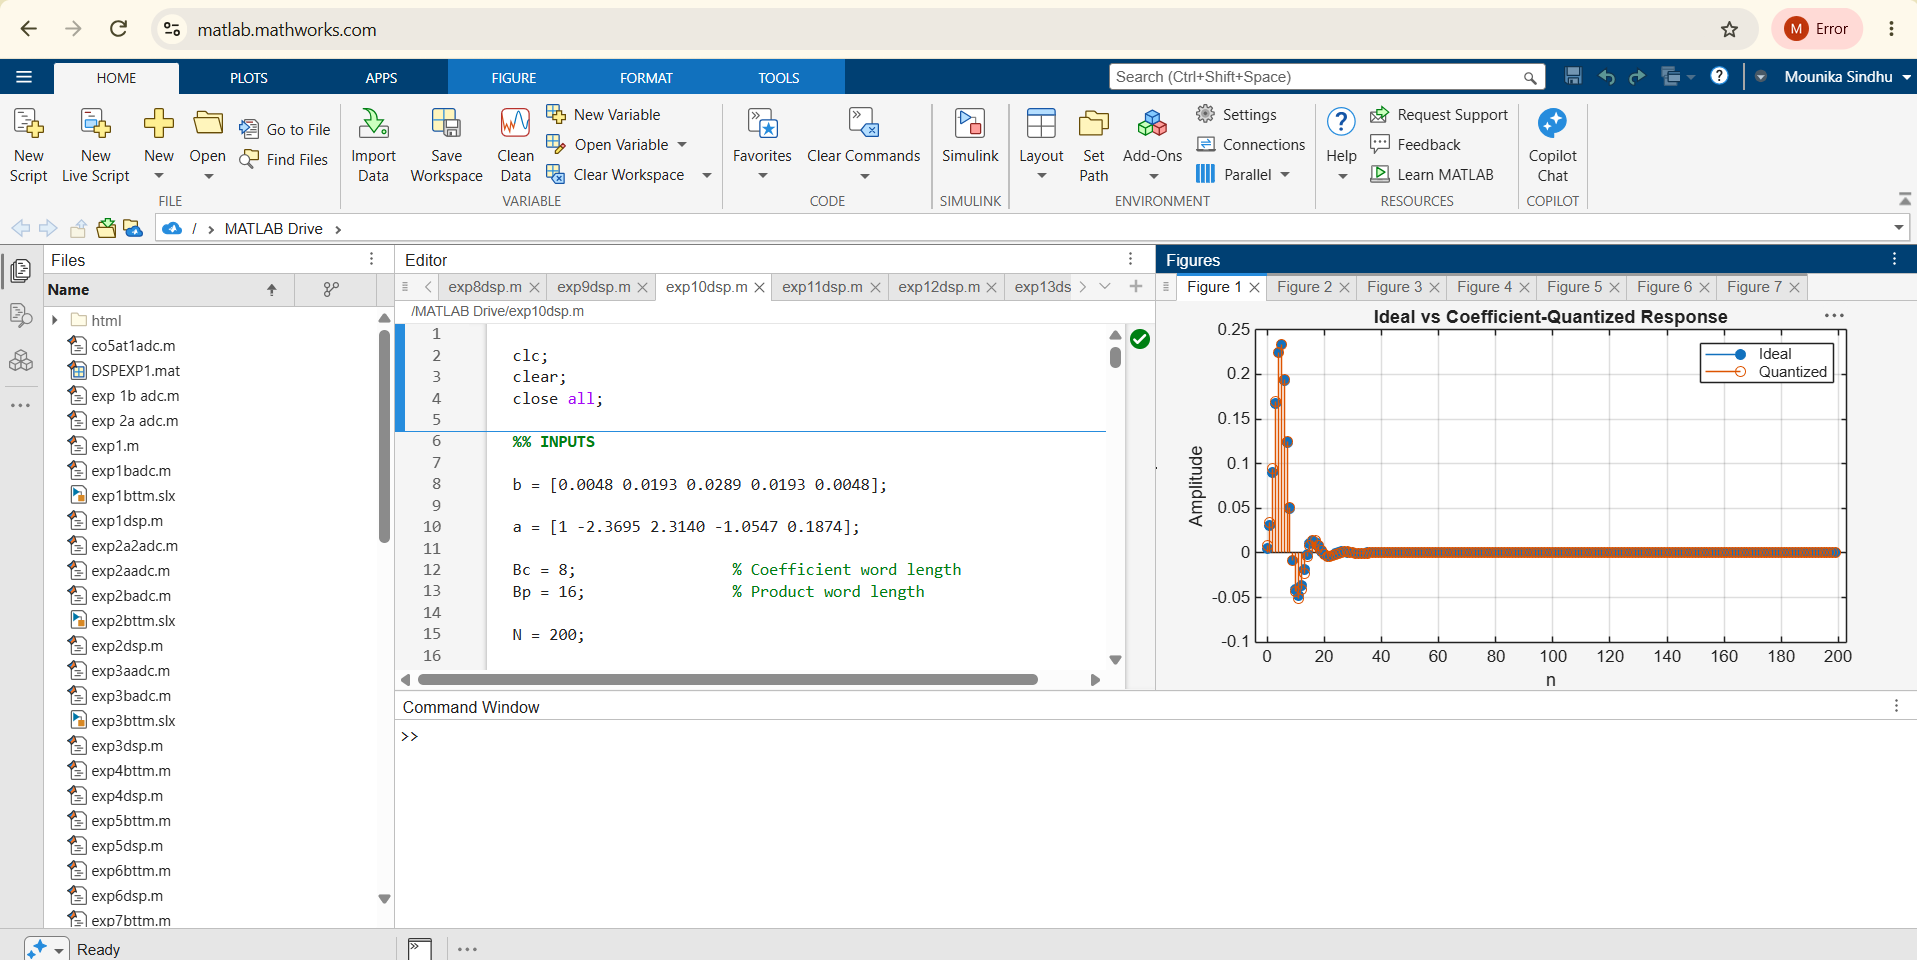 matlab.mathworks.com
M Error
HOME PLOTS APPS FIGURE FORMAT TOOLS
Search (Ctrl+Shift+Space)
Mounika Sindhu
New Script
New Live Script
New
Open
Go to File
Find Files
FILE
Import Data
Save Workspace
Clean Data
New Variable
Open Variable
Clear Workspace
VARIABLE
Favorites
Clear Commands
CODE
Simulink
SIMULINK
Layout
Set Path
Add-Ons
Settings
Connections
Parallel
ENVIRONMENT
Help
Request Support
Feedback
Learn MATLAB
RESOURCES
Copilot Chat
COPILOT
/ › MATLAB Drive ›
Files
Name
html
co5at1adc.m
DSPEXP1.mat
exp 1b adc.m
exp 2a adc.m
exp1.m
exp1badc.m
exp1bttm.slx
exp1dsp.m
exp2a2adc.m
exp2aadc.m
exp2badc.m
exp2bttm.slx
exp2dsp.m
exp3aadc.m
exp3badc.m
exp3bttm.slx
exp3dsp.m
exp4bttm.m
exp4dsp.m
exp5bttm.m
exp5dsp.m
exp6bttm.m
exp6dsp.m
exp7bttm.m
Editor
exp8dsp.m exp9dsp.m exp10dsp.m exp11dsp.m exp12dsp.m exp13ds
/MATLAB Drive/exp10dsp.m
1
2 clc;
3 clear;
4 close all;
5
6 %% INPUTS
7
8 b = [0.0048 0.0193 0.0289 0.0193 0.0048];
9
10 a = [1 -2.3695 2.3140 -1.0547 0.1874];
11
12 Bc = 8; % Coefficient word length
13 Bp = 16; % Product word length
14
15 N = 200;
16
Figures
Figure 1 Figure 2 Figure 3 Figure 4 Figure 5 Figure 6 Figure 7
Ideal vs Coefficient-Quantized Response
Ideal
Quantized
Amplitude
0.25
0.2
0.15
0.1
0.05
0
-0.05
-0.1
0 20 40 60 80 100 120 140 160 180 200
n
Command Window
>>
Ready